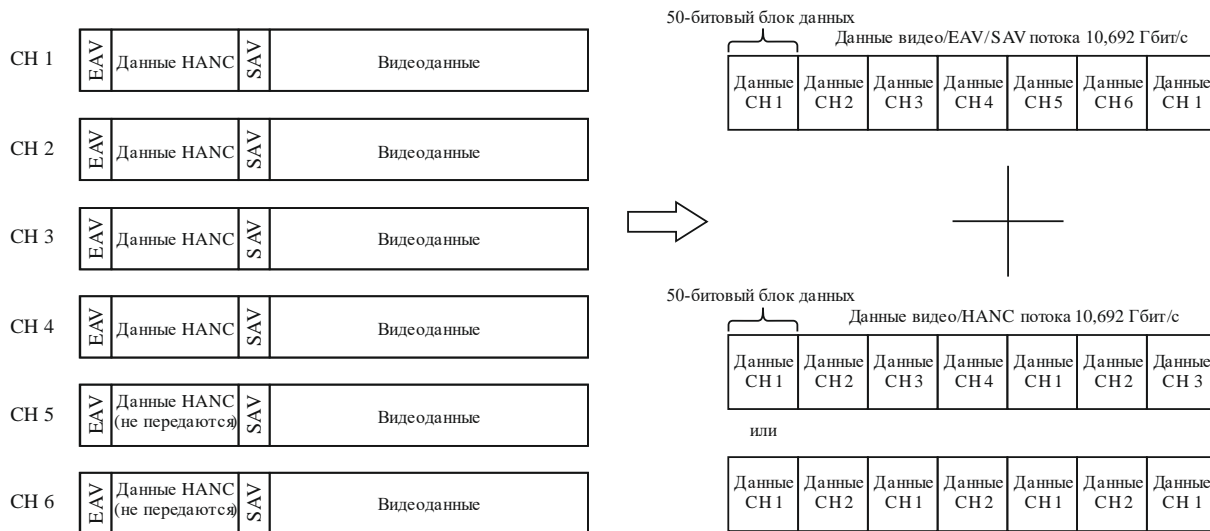 CH 1
EAV
Данные HANC
SAV
Видеоданные
CH 2
EAV
Данные HANC
SAV
Видеоданные
CH 3
EAV
Данные HANC
SAV
Видеоданные
CH 4
EAV
Данные HANC
SAV
Видеоданные
CH 5
EAV
Данные HANC
(не передаются)
SAV
Видеоданные
CH 6
EAV
Данные HANC
(не передаются)
SAV
Видеоданные
50-битовый блок данных
Данные видео/EAV/SAV потока 10,692 Гбит/с
Данные Данные Данные Данные Данные Данные Данные
CH 1 CH 2 CH 3 CH 4 CH 5 CH 6 CH 1
50-битовый блок данных
Данные видео/HANC потока 10,692 Гбит/с
Данные Данные Данные Данные Данные Данные Данные
CH 1 CH 2 CH 3 CH 4 CH 1 CH 2 CH 3
или
Данные Данные Данные Данные Данные Данные Данные
CH 1 CH 2 CH 1 CH 2 CH 1 CH 2 CH 1